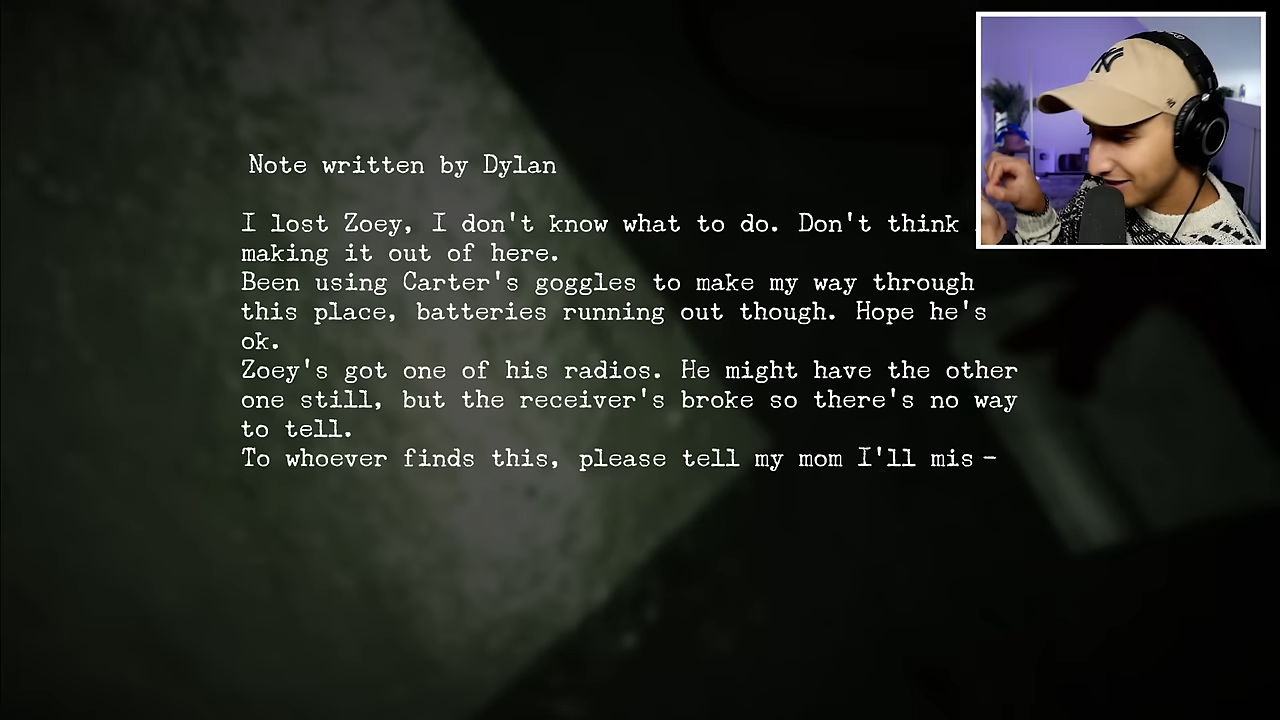 Note written by Dylan
I lost Zoey, I don't know what to do. Don't think
making it out of here.
Been using Carter's goggles to make my way through
this place, batteries running out though. Hope he's
ok.
Zoey's got one of his radios. He might have the other
one still, but the receiver's broke so there's no way
to tell.
To whoever finds this, please tell my mom I'll mis-
NY